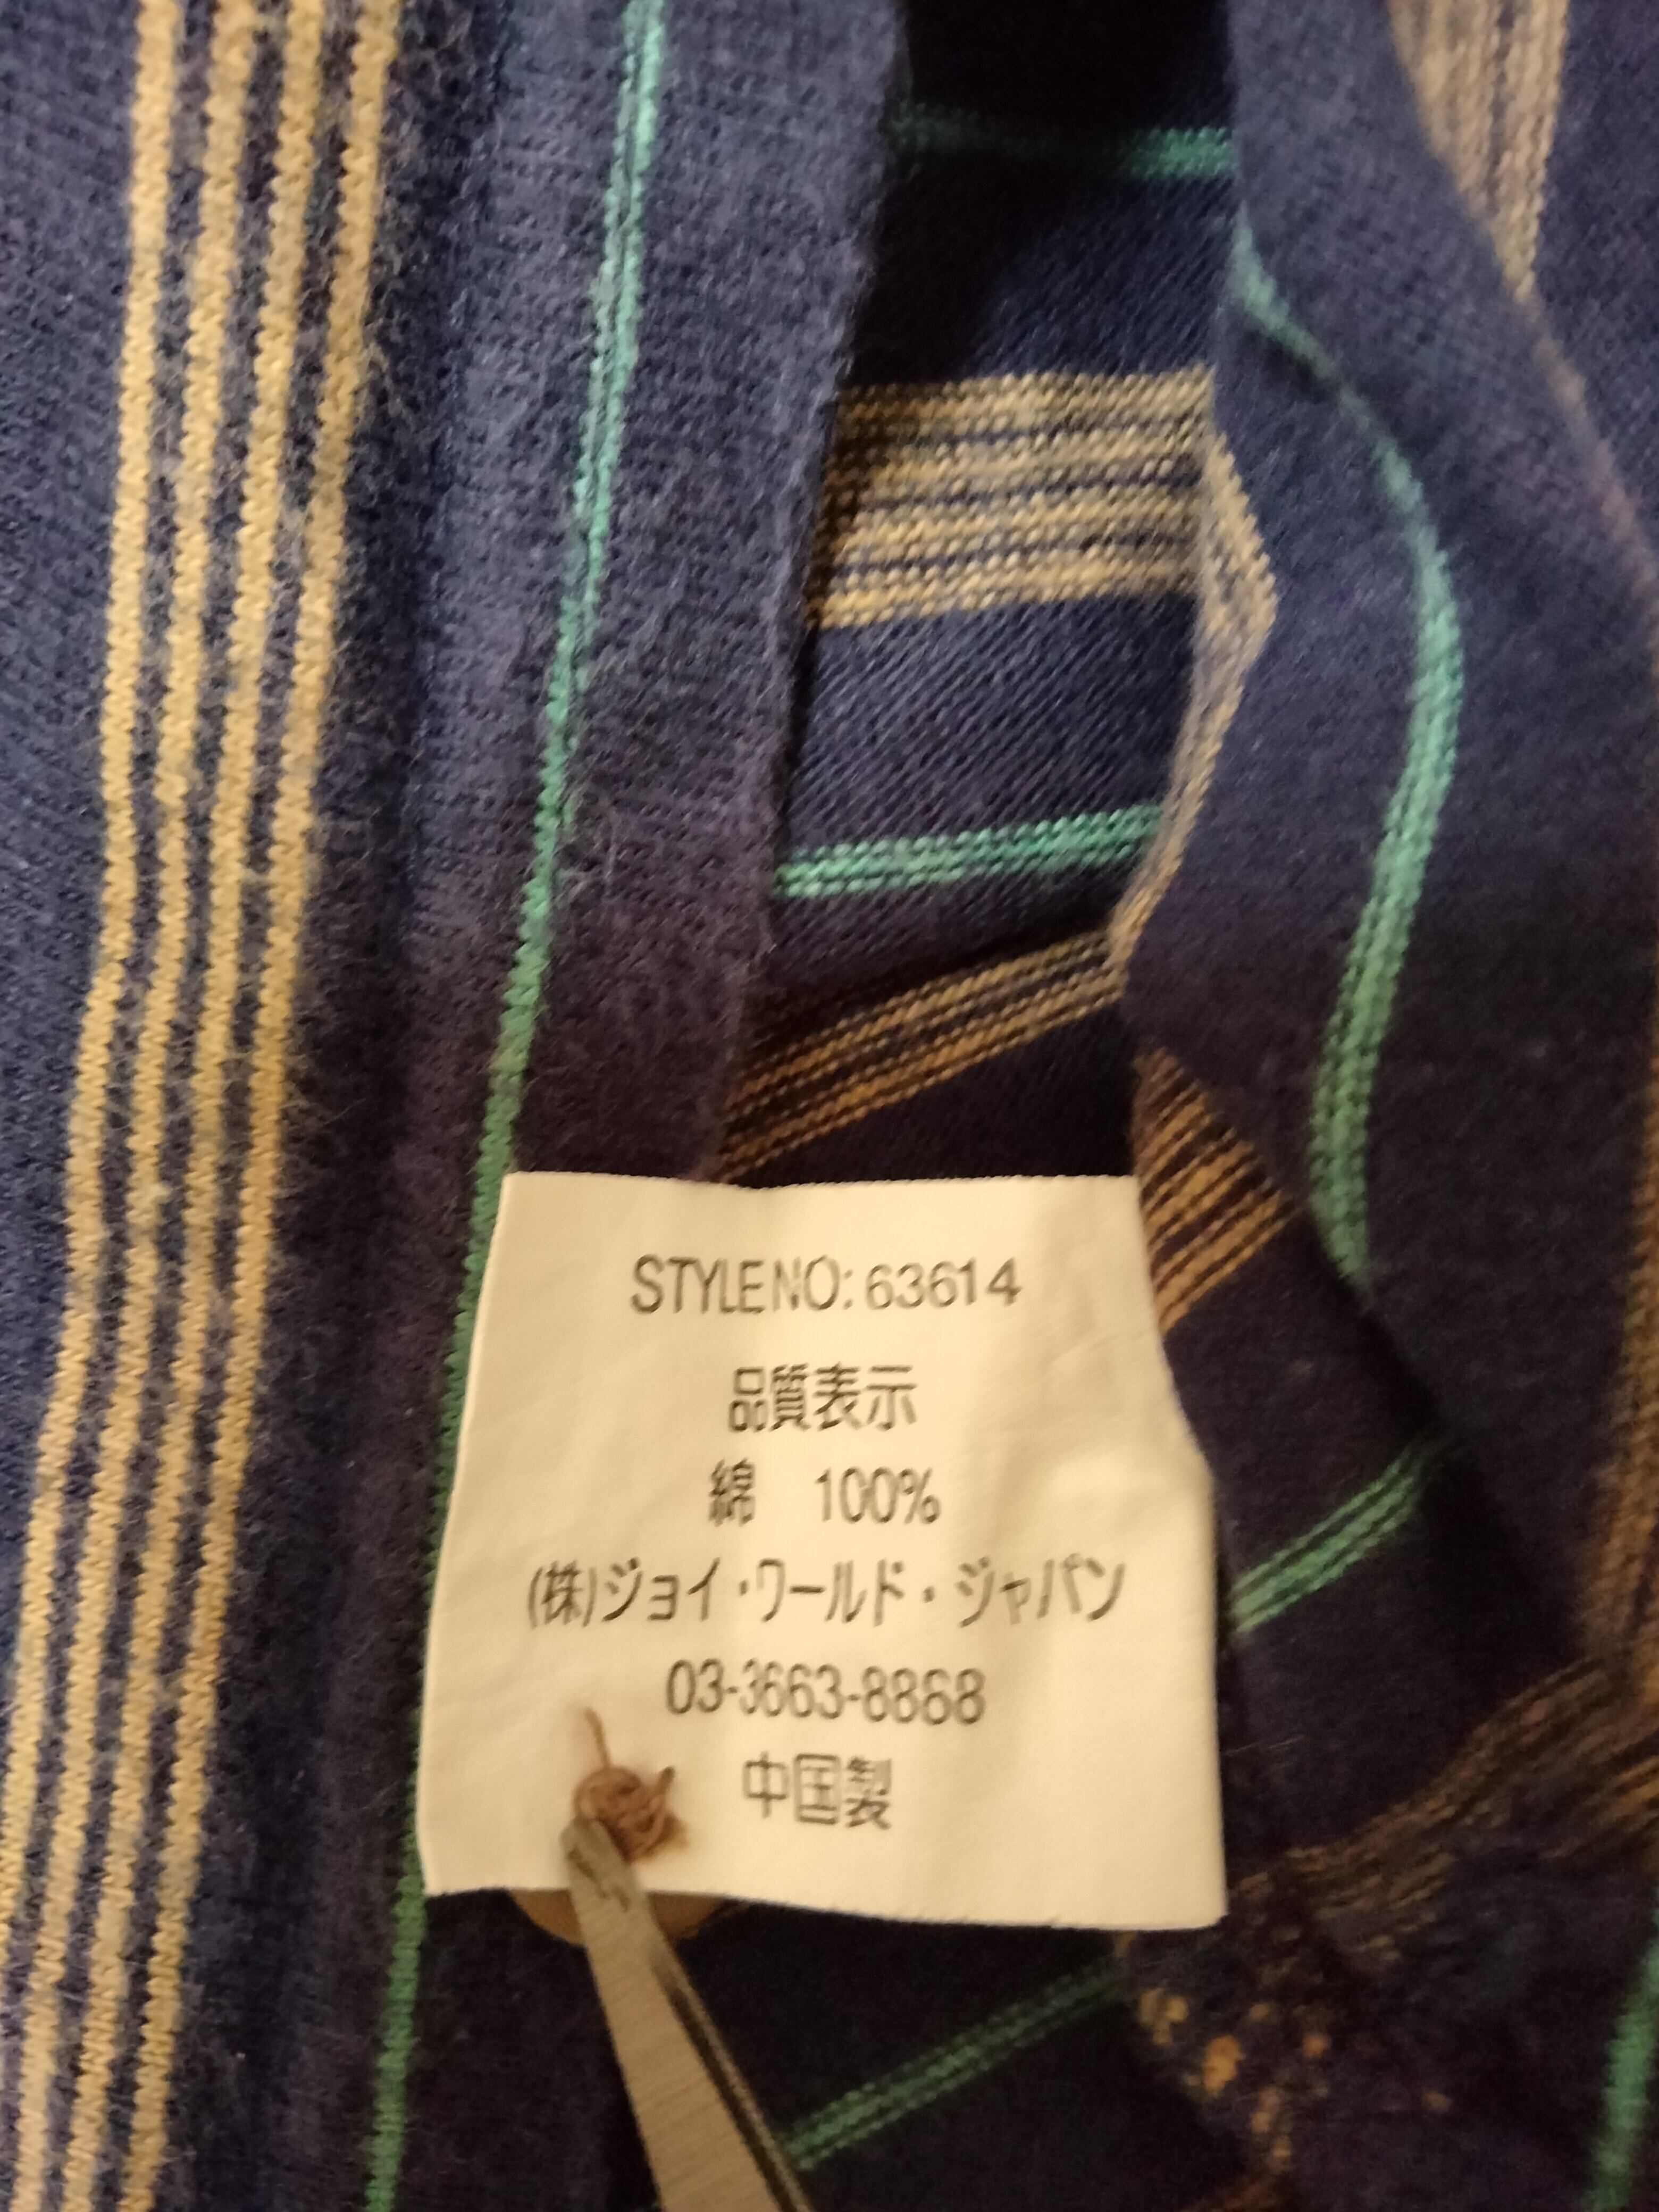 STYLE NO: 63614
品質表示
綿 100%
(株)ジョイ・ワールド・ジャパン
03-3663-8868
中国製